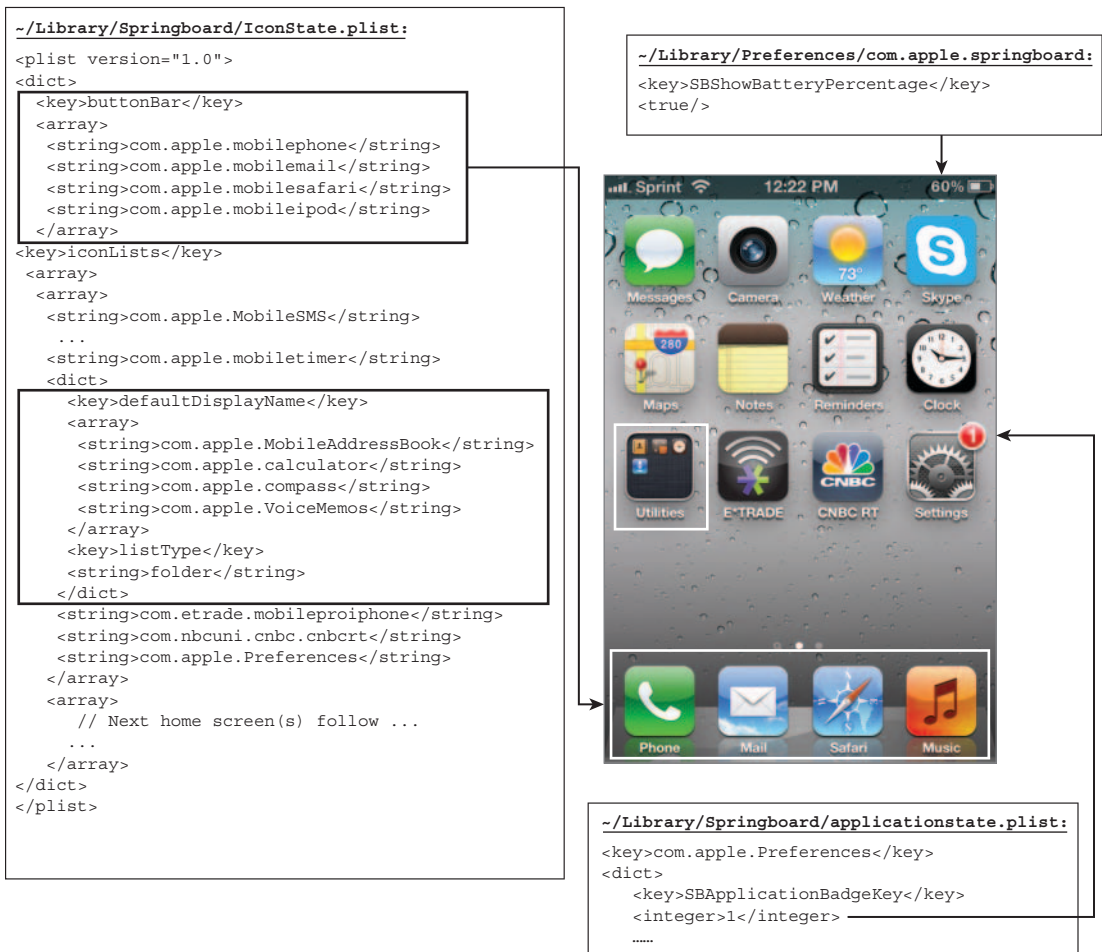 ~/Library/Springboard/IconState.plist:
<plist version="1.0">
<dict>
<key>buttonBar</key>
<array>
<string>com.apple.mobilephone</string>
<string>com.apple.mobilemail</string>
<string>com.apple.mobilesafari</string>
<string>com.apple.mobileipod</string>
</array>
<key>iconLists</key>
<array>
<array>
<string>com.apple.MobileSMS</string>
...
<string>com.apple.mobiletimer</string>
<dict>
<key>defaultDisplayName</key>
<array>
<string>com.apple.MobileAddressBook</string>
<string>com.apple.calculator</string>
<string>com.apple.compass</string>
<string>com.apple.VoiceMemos</string>
</array>
<key>listType</key>
<string>folder</string>
</dict>
<string>com.etrade.mobileproiphone</string>
<string>com.nbcuni.cnbc.cnbcrt</string>
<string>com.apple.Preferences</string>
</array>
<array>
// Next home screen(s) follow ...
...
</array>
</dict>
</plist>
~/Library/Preferences/com.apple.springboard:
<key>SBShowBatteryPercentage</key>
<true/>
Sprint 12:22 PM 60%
S
73°
Messages Camera Weather Skype
280
Maps Notes Reminders Clock
1
CNBC
Utilities E*TRADE CNBC RT Settings
Phone Mail Safari Music
~/Library/Springboard/applicationstate.plist:
<key>com.apple.Preferences</key>
<dict>
<key>SBApplicationBadgeKey</key>
<integer>1</integer>
……